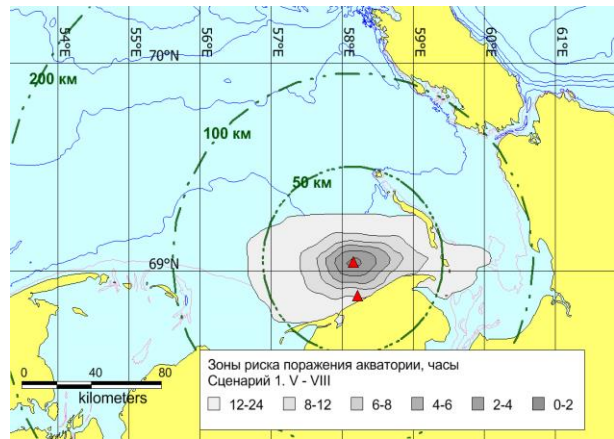 54°E 55°E 56°E 57°E 58°E 59°E 60°E 61°E
70°N
200 км
100 км
50 км
69°N
Зоны риска поражения акватории, часы
Сценарий 1. V - VIII
12-24 8-12 6-8 4-6 2-4 0-2
0 40 80
kilometers